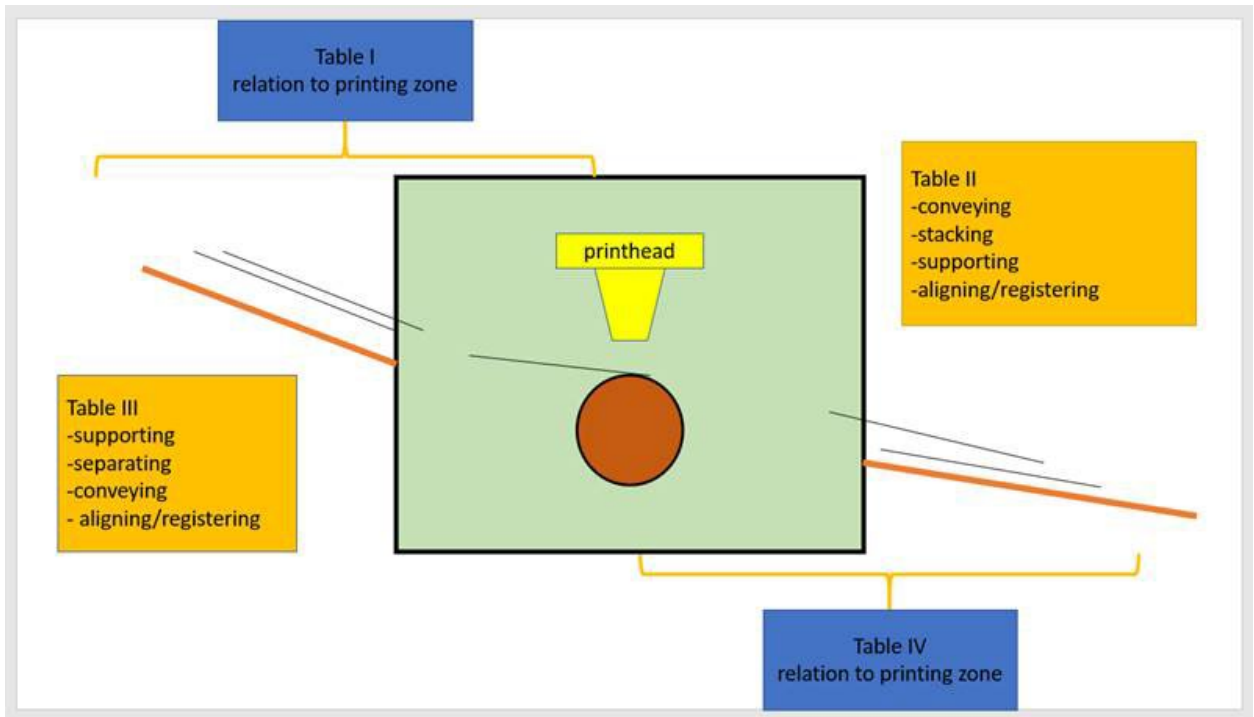 Table I
relation to printing zone
printhead
Table II
-conveying
-stacking
-supporting
-aligning/registering
Table III
-supporting
-separating
-conveying
- aligning/registering
Table IV
relation to printing zone